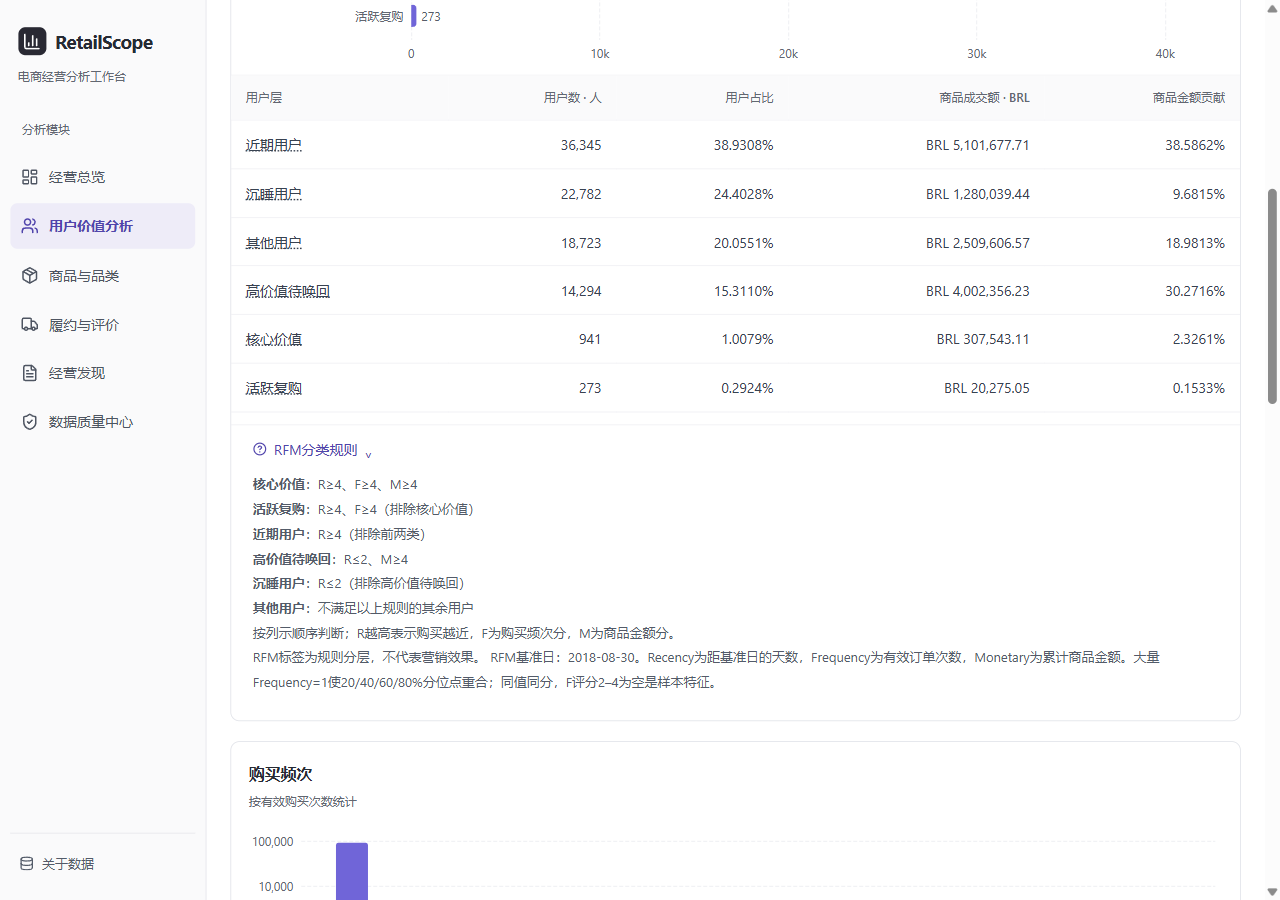 RetailScope
电商经营分析工作台
分析模块
经营总览
用户价值分析
商品与品类
履约与评价
经营发现
数据质量中心
关于数据
活跃复购 273
0 10k 20k 30k 40k
用户层 用户数 · 人 用户占比 商品成交额 · BRL 商品金额贡献
近期用户 36,345 38.9308% BRL 5,101,677.71 38.5862%
沉睡用户 22,782 24.4028% BRL 1,280,039.44 9.6815%
其他用户 18,723 20.0551% BRL 2,509,606.57 18.9813%
高价值待唤回 14,294 15.3110% BRL 4,002,356.23 30.2716%
核心价值 941 1.0079% BRL 307,543.11 2.3261%
活跃复购 273 0.2924% BRL 20,275.05 0.1533%
RFM分类规则
核心价值：R≥4、F≥4、M≥4
活跃复购：R≥4、F≥4（排除核心价值）
近期用户：R≥4（排除前两类）
高价值待唤回：R≤2、M≥4
沉睡用户：R≤2（排除高价值待唤回）
其他用户：不满足以上规则的其余用户
按列示顺序判断；R越高表示购买越近，F为购买频次分，M为商品金额分。
RFM标签为规则分层，不代表营销效果。 RFM基准日：2018-08-30。Recency为距基准日的天数，Frequency为有效订单次数，Monetary为累计商品金额。大量
Frequency=1使20/40/60/80%分位点重合；同值同分，F评分2–4为空是样本特征。
购买频次
按有效购买次数统计
100,000
10,000